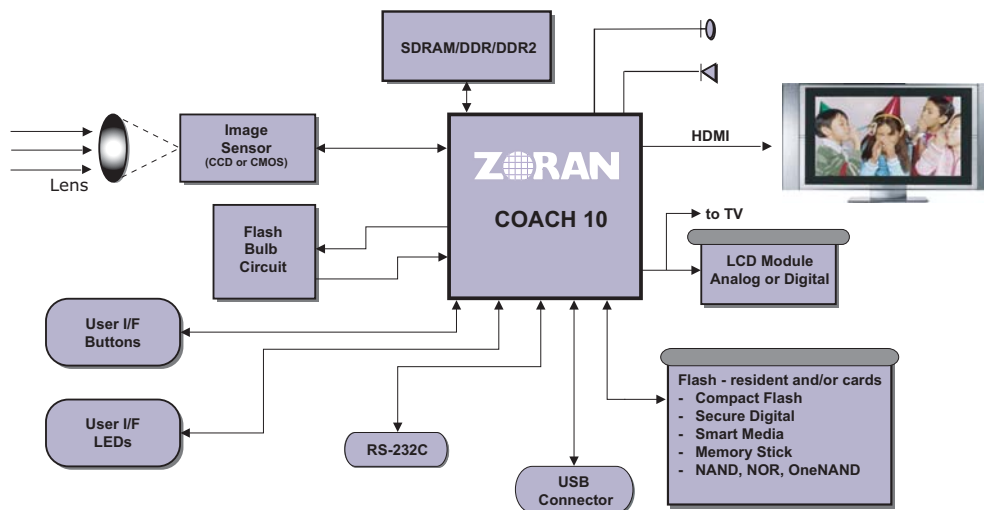 SDRAM/DDR/DDR2
Image
Sensor
(CCD or CMOS)
Lens
ZORAN
COACH 10
HDMI
to TV
LCD Module
Analog or Digital
Flash
Bulb
Circuit
User I/F
Buttons
User I/F
LEDs
RS-232C
USB
Connector
Flash - resident and/or cards
- Compact Flash
- Secure Digital
- Smart Media
- Memory Stick
- NAND, NOR, OneNAND